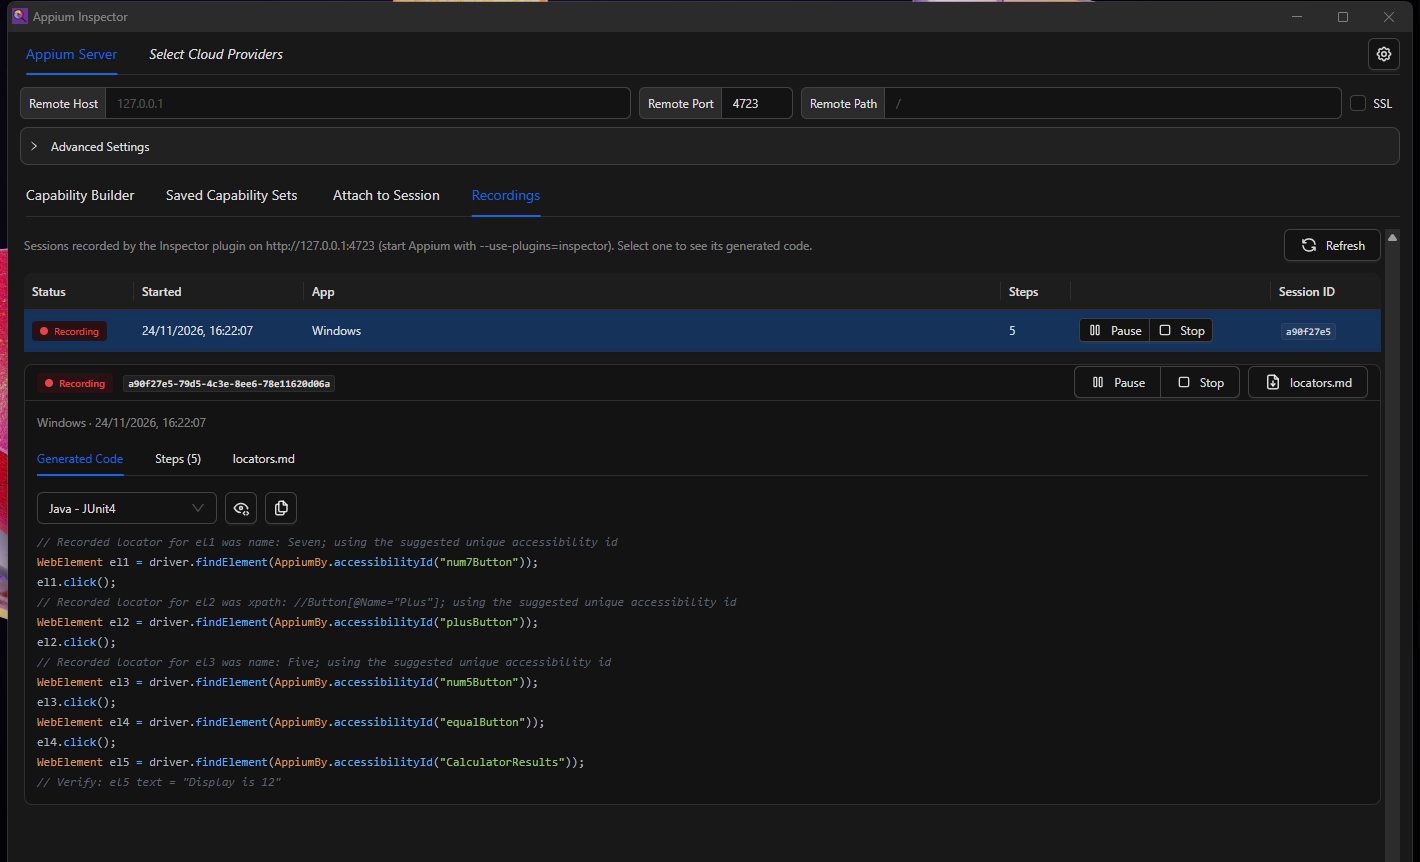 Appium Inspector
Appium Server Select Cloud Providers
Remote Host 127.0.0.1 Remote Port 4723 Remote Path / SSL
Advanced Settings
Capability Builder Saved Capability Sets Attach to Session Recordings
Sessions recorded by the Inspector plugin on http://127.0.0.1:4723 (start Appium with --use-plugins=inspector). Select one to see its generated code. Refresh
Status Started App Steps Session ID
Recording 24/11/2026, 16:22:07 Windows 5 Pause Stop a90f27e5
Recording a90f27e5-79d5-4c3e-8ee6-78e11620d06a Pause Stop locators.md
Windows · 24/11/2026, 16:22:07
Generated Code Steps (5) locators.md
Java - JUnit4
// Recorded locator for el1 was name: Seven; using the suggested unique accessibility id
WebElement el1 = driver.findElement(AppiumBy.accessibilityId("num7Button"));
el1.click();
// Recorded locator for el2 was xpath: //Button[@Name="Plus"]; using the suggested unique accessibility id
WebElement el2 = driver.findElement(AppiumBy.accessibilityId("plusButton"));
el2.click();
// Recorded locator for el3 was name: Five; using the suggested unique accessibility id
WebElement el3 = driver.findElement(AppiumBy.accessibilityId("num5Button"));
el3.click();
WebElement el4 = driver.findElement(AppiumBy.accessibilityId("equalButton"));
el4.click();
WebElement el5 = driver.findElement(AppiumBy.accessibilityId("CalculatorResults"));
// Verify: el5 text = "Display is 12"